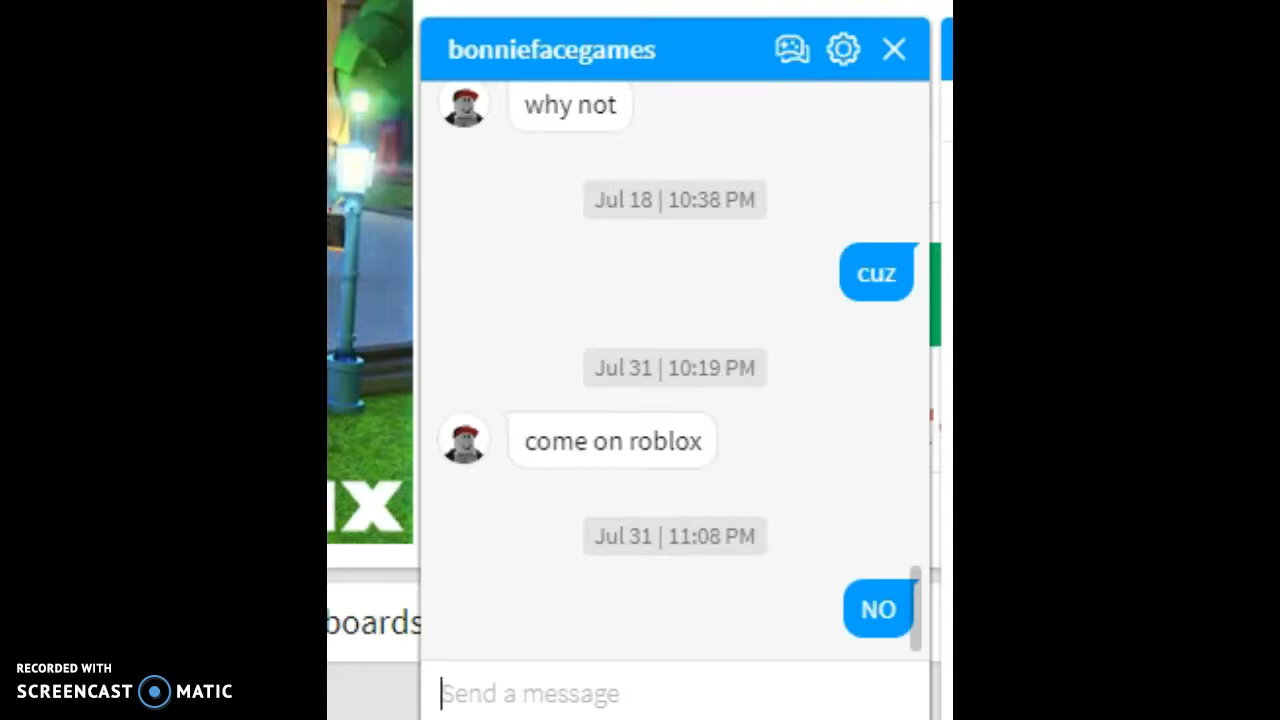 bonniefacegames
why not
Jul 18 | 10:38 PM
cuz
Jul 31 | 10:19 PM
come on roblox
Jul 31 | 11:08 PM
NO
IX
boards
Send a message
RECORDED WITH
SCREENCAST MATIC